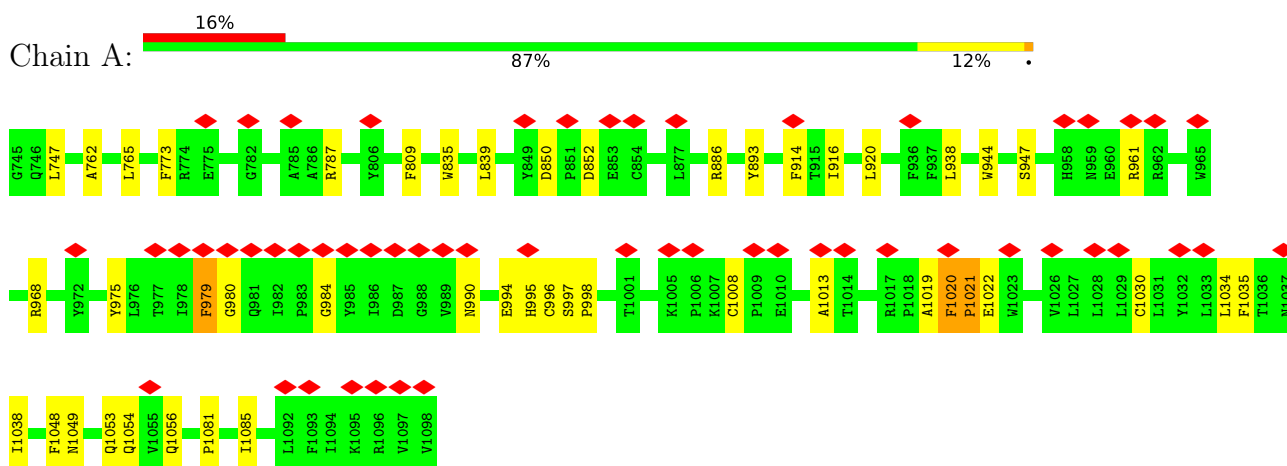 16%
Chain A:
87% 12% •
G745 Q746 L747 A762 L765 F773 R774 E775 G782 A785 A786 R787 Y806 F809 W835 L839 Y849 D850 P851 D852 E853 C854 L877 R886 Y893 F914 T915 I916 L920 F936 F937 L938 W944 S947 H958 N959 E960 R961 R962 W965
R968 Y972 Y975 L976 T977 I978 F979 G980 Q981 I982 P983 G984 Y985 I986 D987 G988 V989 N990 E994 H995 C996 S997 P998 T1001 K1005 P1006 K1007 C1008 P1009 E1010 A1013 T1014 R1017 P1018 A1019 F1020 P1021 E1022 W1023 V1026 L1027 L1028 L1029 C1030 L1031 Y1032 L1033 L1034 F1035 T1036 N1037
I1038 F1048 N1049 Q1053 Q1054 V1055 Q1056 P1081 I1085 L1092 F1093 I1094 K1095 R1096 V1097 V1098